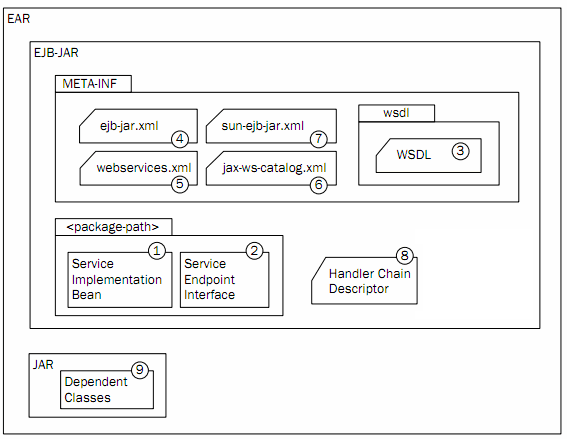 EAR
EJB-JAR
META-INF
ejb-jar.xml
4
sun-ejb-jar.xml
7
wsdl
WSDL
3
webservices.xml
5
jax-ws-catalog.xml
6
<package-path>
1
Service
Implementation
Bean
2
Service
Endpoint
Interface
8
Handler Chain
Descriptor
JAR
9
Dependent
Classes